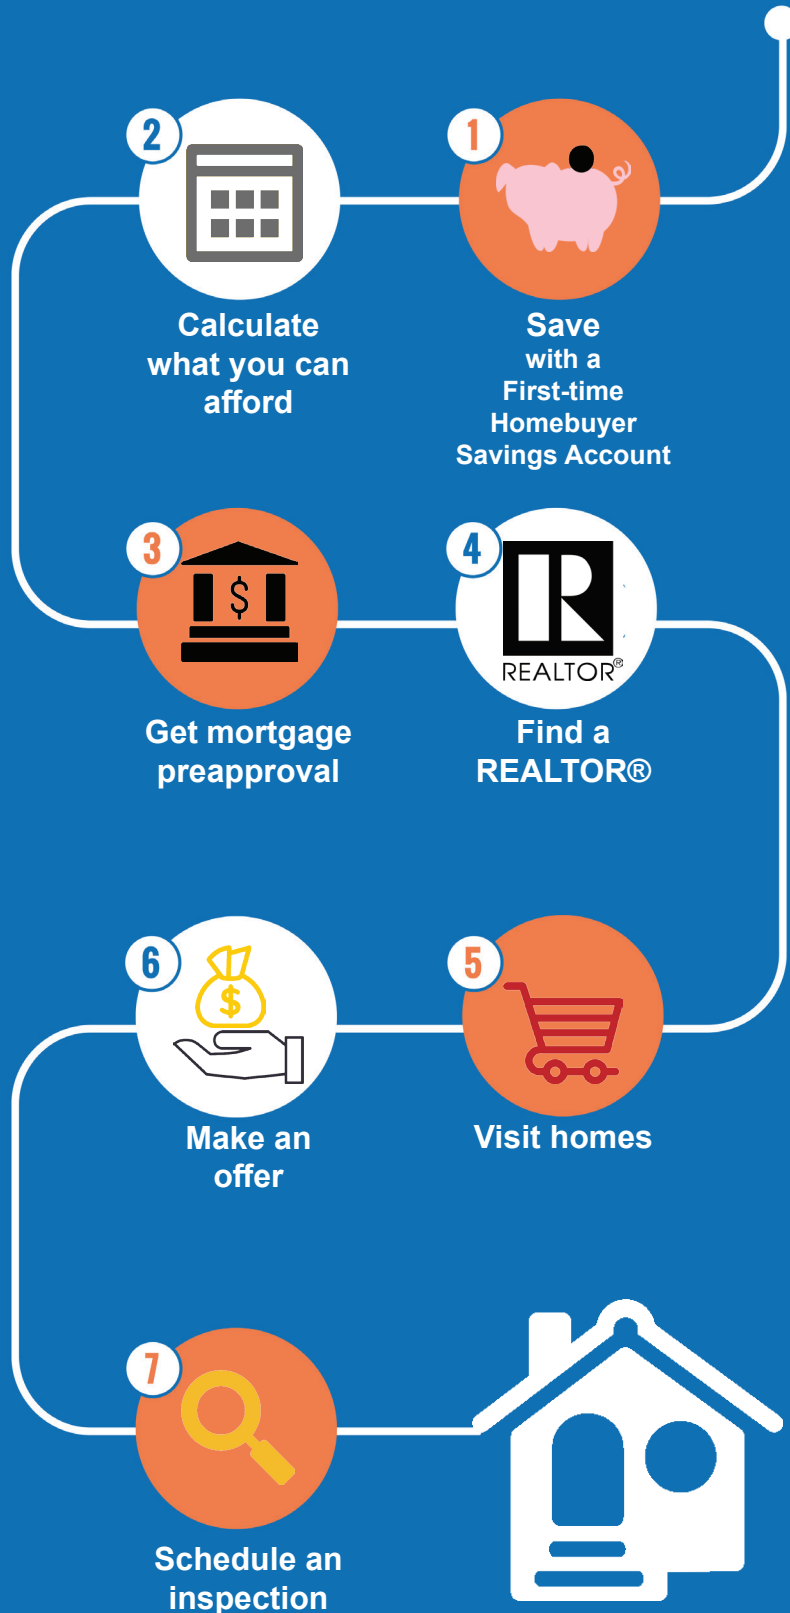 1
Save
with a
First-time
Homebuyer
Savings Account
2
Calculate
what you can
afford
3
$
Get mortgage
preapproval
4
R
REALTOR®
Find a
REALTOR®
5
Visit homes
6
$
Make an
offer
7
Schedule an
inspection